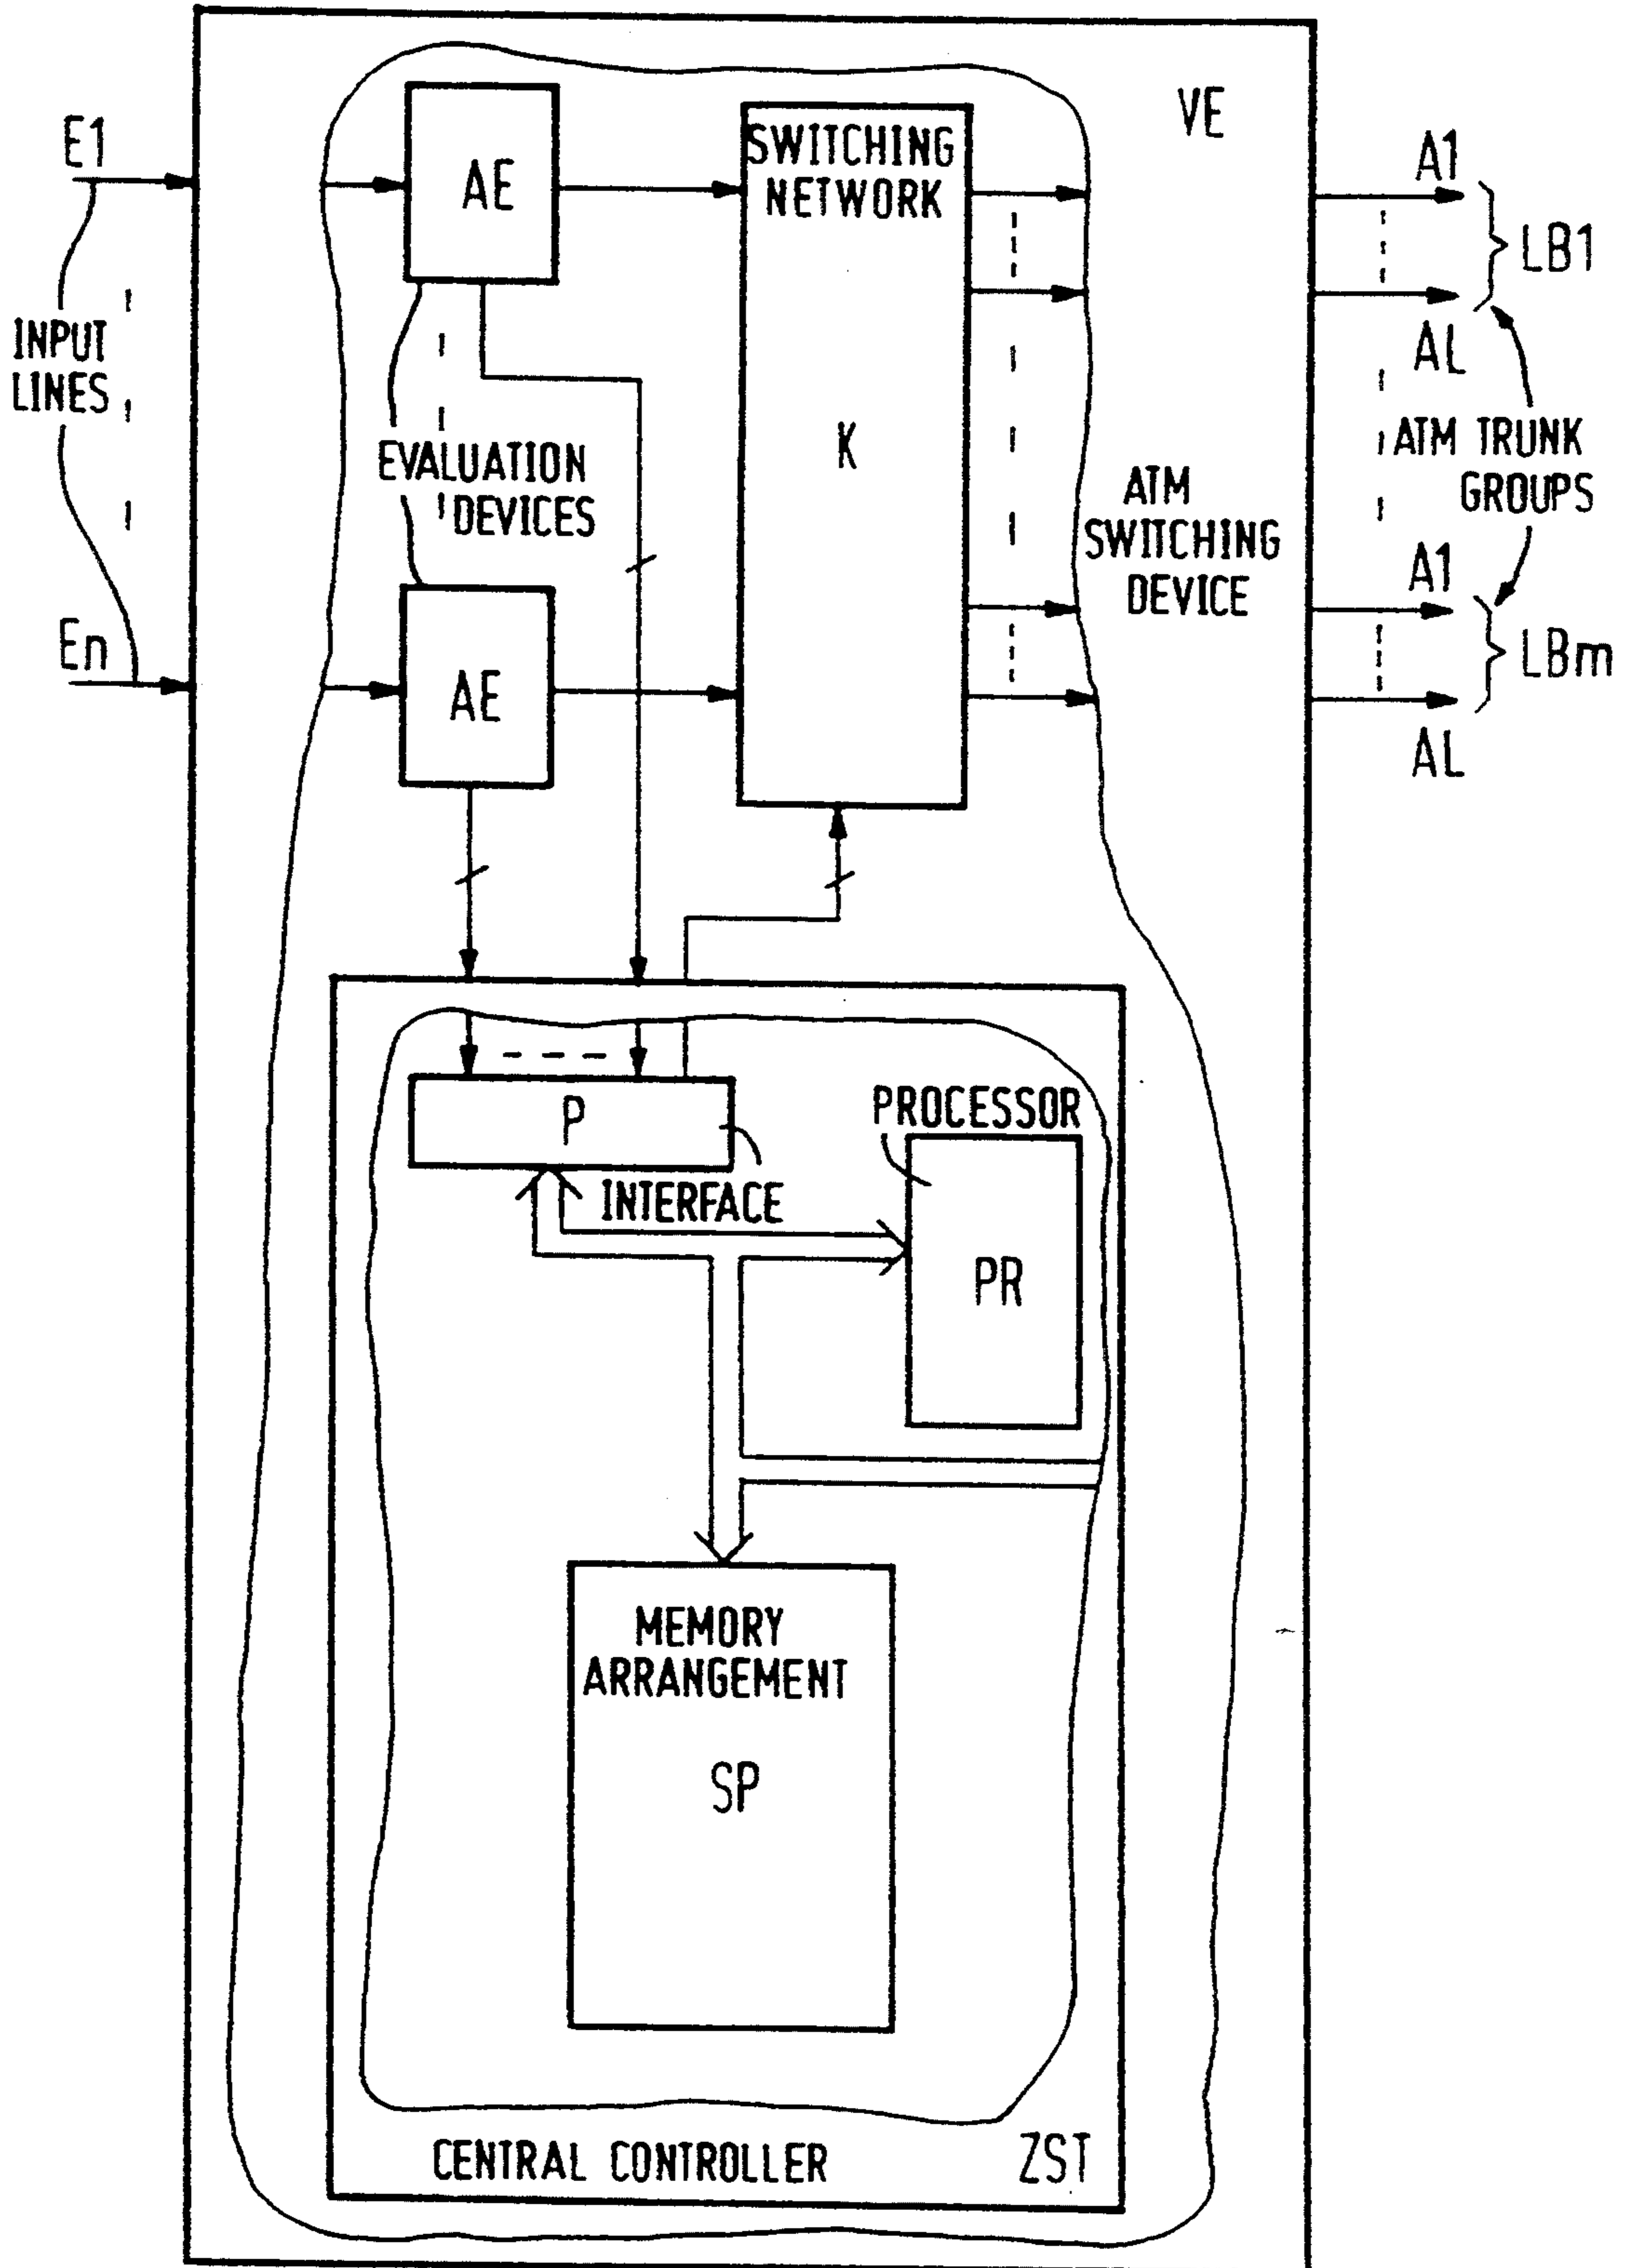 VE
E1
AE
SWITCHING
NETWORK
A1
LB1
INPUT
LINES
AL
K
EVALUATION
DEVICES
ATM TRUNK
GROUPS
ATM
SWITCHING
DEVICE
A1
En
AE
LBm
AL
P
PROCESSOR
INTERFACE
PR
MEMORY
ARRANGEMENT
SP
CENTRAL CONTROLLER
ZST